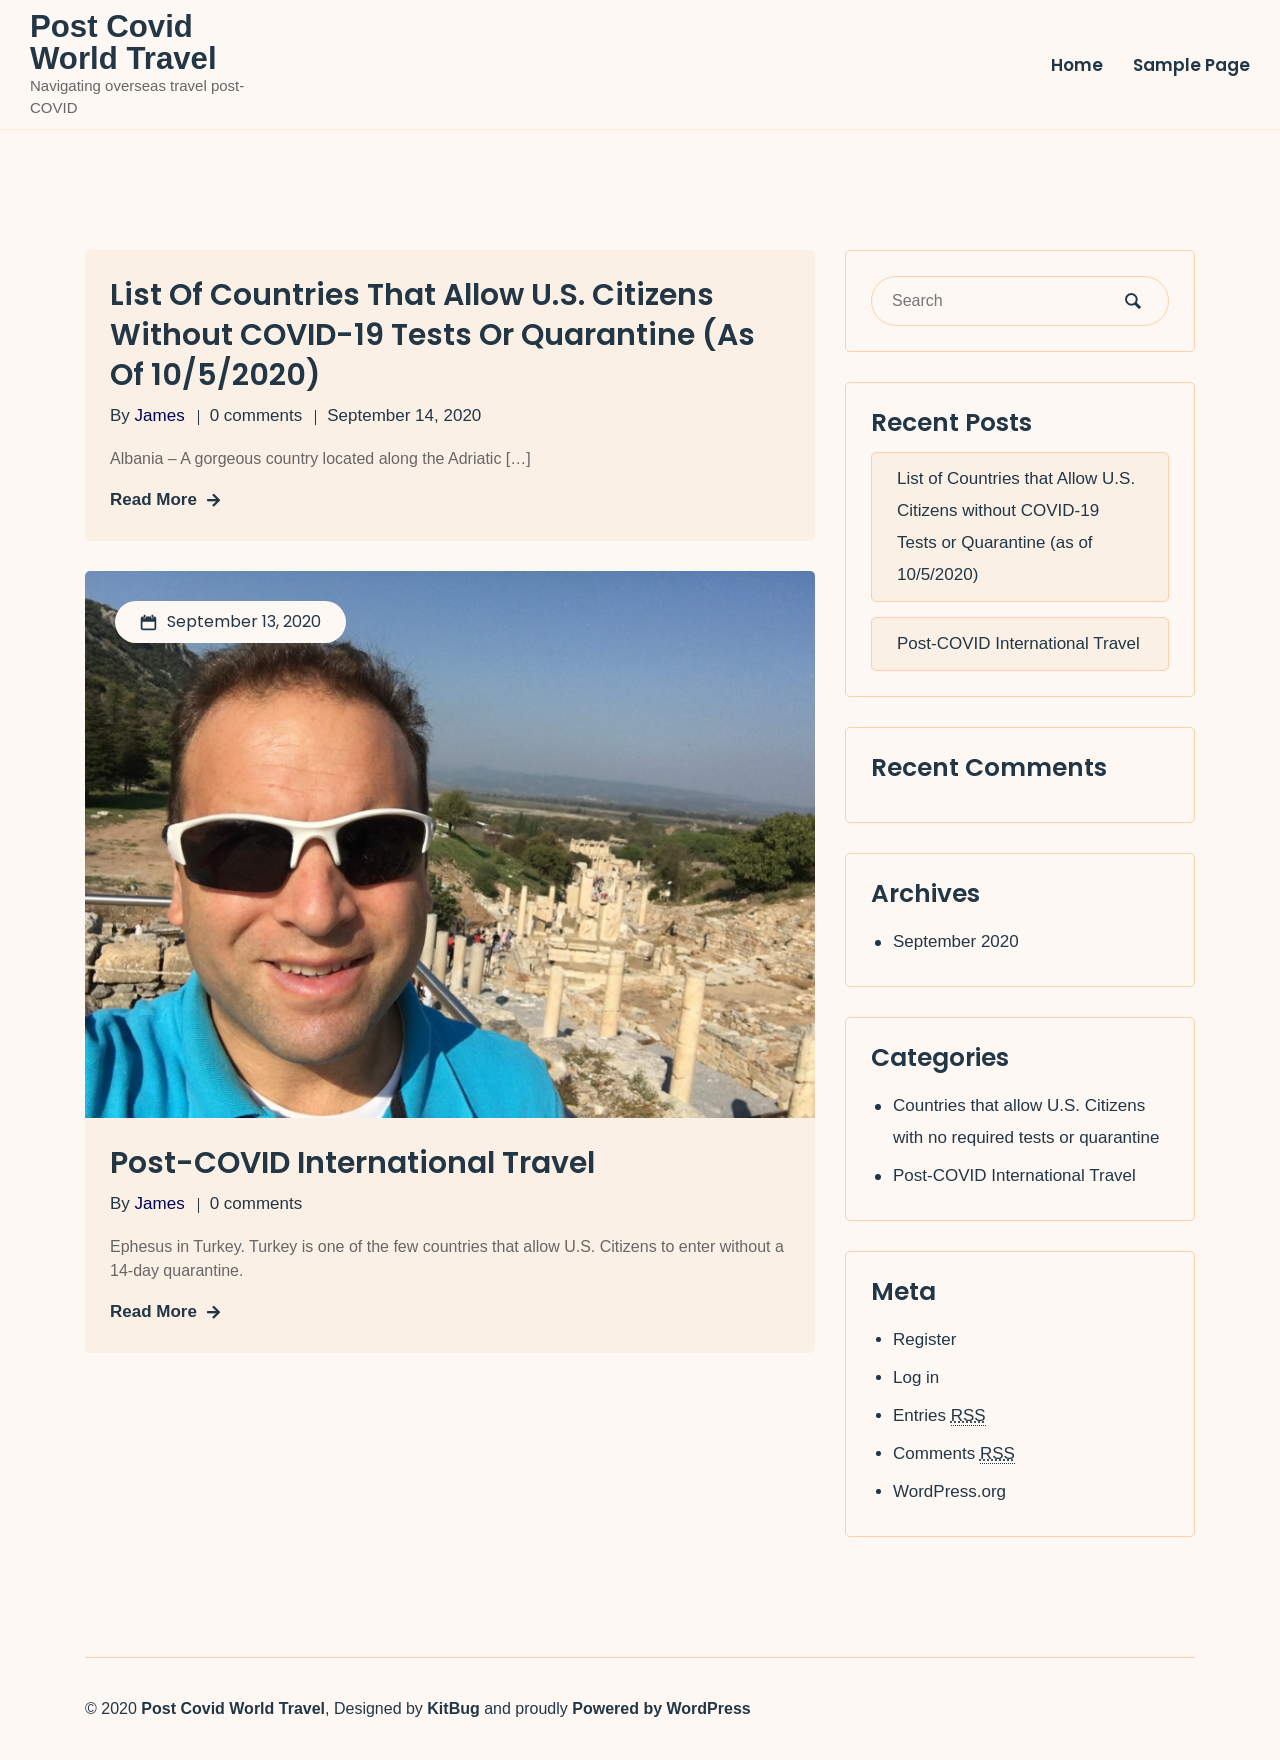 Post Covid
World Travel
Navigating overseas travel post-
COVID
Home
Sample Page
List Of Countries That Allow U.S. Citizens
Without COVID-19 Tests Or Quarantine (As
Of 10/5/2020)
By James | 0 comments | September 14, 2020
Albania – A gorgeous country located along the Adriatic […]
Read More
September 13, 2020
Post-COVID International Travel
By James | 0 comments
Ephesus in Turkey. Turkey is one of the few countries that allow U.S. Citizens to enter without a
14-day quarantine.
Read More
Search
Recent Posts
List of Countries that Allow U.S.
Citizens without COVID-19
Tests or Quarantine (as of
10/5/2020)
Post-COVID International Travel
Recent Comments
Archives
September 2020
Categories
Countries that allow U.S. Citizens
with no required tests or quarantine
Post-COVID International Travel
Meta
Register
Log in
Entries RSS
Comments RSS
WordPress.org
© 2020 Post Covid World Travel, Designed by KitBug and proudly Powered by WordPress